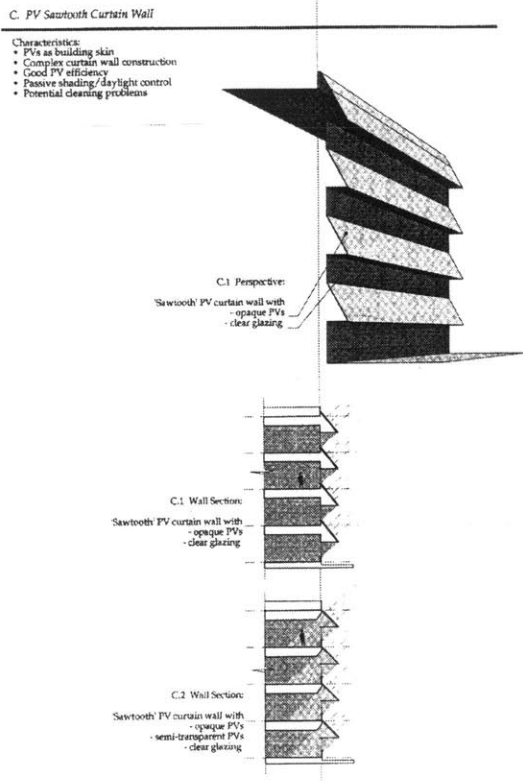 C. PV Sawtooth Curtain Wall
Characteristics:
• PVs as building skin
• Complex curtain wall construction
• Good PV efficiency
• Passive shading/daylight control
• Potential cleaning problems
C.1 Perspective:
'Sawtooth' PV curtain wall with
- opaque PVs
- clear glazing
C.1 Wall Section:
'Sawtooth' PV curtain wall with
- opaque PVs
- clear glazing
C.2 Wall Section:
'Sawtooth' PV curtain wall with
- opaque PVs
- semi-transparent PVs
- clear glazing